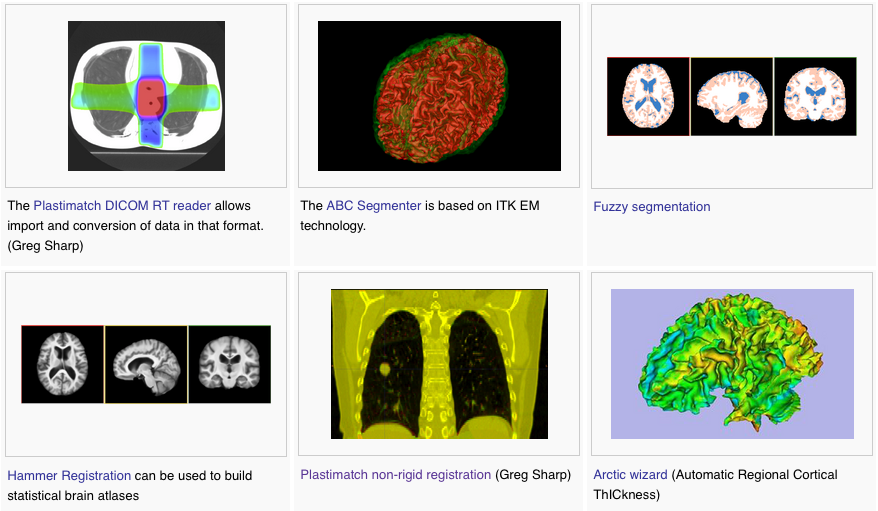 The Plastimatch DICOM RT reader allows
import and conversion of data in that format.
(Greg Sharp)
The ABC Segmenter is based on ITK EM
technology.
Fuzzy segmentation
Hammer Registration can be used to build
statistical brain atlases
Plastimatch non-rigid registration (Greg Sharp)
Arctic wizard (Automatic Regional Cortical
ThICkness)